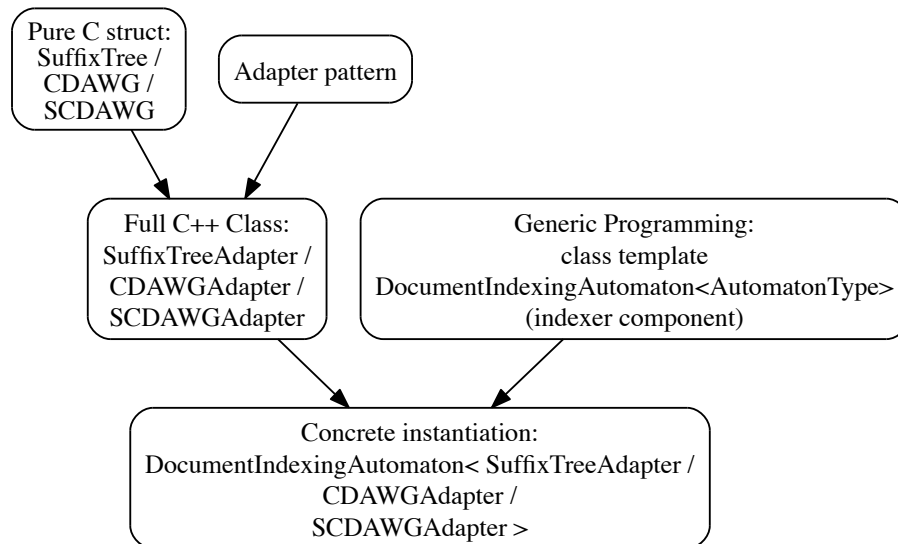 Pure C struct:
SuffixTree /
CDAWG /
SCDAWG
Adapter pattern
Full C++ Class:
SuffixTreeAdapter /
CDAWGAdapter /
SCDAWGAdapter
Generic Programming:
class template
DocumentIndexingAutomaton<AutomatonType>
(indexer component)
Concrete instantiation:
DocumentIndexingAutomaton< SuffixTreeAdapter /
CDAWGAdapter /
SCDAWGAdapter >